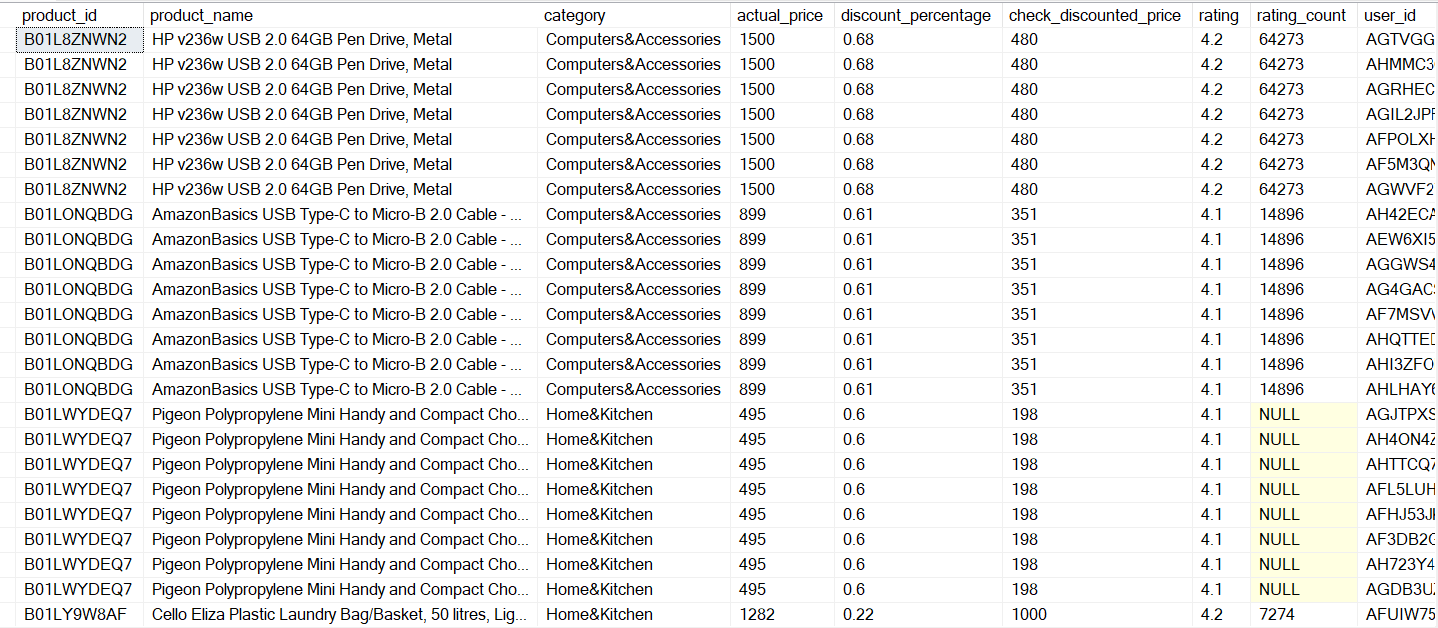 product_id product_name category actual_price discount_percentage check_discounted_price rating rating_count user_id
B01L8ZNWN2 HP v236w USB 2.0 64GB Pen Drive, Metal Computers&Accessories 1500 0.68 480 4.2 64273 AGTVGG
B01L8ZNWN2 HP v236w USB 2.0 64GB Pen Drive, Metal Computers&Accessories 1500 0.68 480 4.2 64273 AHMMC3
B01L8ZNWN2 HP v236w USB 2.0 64GB Pen Drive, Metal Computers&Accessories 1500 0.68 480 4.2 64273 AGRHEC
B01L8ZNWN2 HP v236w USB 2.0 64GB Pen Drive, Metal Computers&Accessories 1500 0.68 480 4.2 64273 AGIL2JPF
B01L8ZNWN2 HP v236w USB 2.0 64GB Pen Drive, Metal Computers&Accessories 1500 0.68 480 4.2 64273 AFPOLXH
B01L8ZNWN2 HP v236w USB 2.0 64GB Pen Drive, Metal Computers&Accessories 1500 0.68 480 4.2 64273 AF5M3QN
B01L8ZNWN2 HP v236w USB 2.0 64GB Pen Drive, Metal Computers&Accessories 1500 0.68 480 4.2 64273 AGWVF2
B01LONQBDG AmazonBasics USB Type-C to Micro-B 2.0 Cable - ... Computers&Accessories 899 0.61 351 4.1 14896 AH42ECA
B01LONQBDG AmazonBasics USB Type-C to Micro-B 2.0 Cable - ... Computers&Accessories 899 0.61 351 4.1 14896 AEW6XI5
B01LONQBDG AmazonBasics USB Type-C to Micro-B 2.0 Cable - ... Computers&Accessories 899 0.61 351 4.1 14896 AGGWS4
B01LONQBDG AmazonBasics USB Type-C to Micro-B 2.0 Cable - ... Computers&Accessories 899 0.61 351 4.1 14896 AG4GACS
B01LONQBDG AmazonBasics USB Type-C to Micro-B 2.0 Cable - ... Computers&Accessories 899 0.61 351 4.1 14896 AF7MSVV
B01LONQBDG AmazonBasics USB Type-C to Micro-B 2.0 Cable - ... Computers&Accessories 899 0.61 351 4.1 14896 AHQTTE
B01LONQBDG AmazonBasics USB Type-C to Micro-B 2.0 Cable - ... Computers&Accessories 899 0.61 351 4.1 14896 AHI3ZFO
B01LONQBDG AmazonBasics USB Type-C to Micro-B 2.0 Cable - ... Computers&Accessories 899 0.61 351 4.1 14896 AHLHAY6
B01LWYDEQ7 Pigeon Polypropylene Mini Handy and Compact Cho... Home&Kitchen 495 0.6 198 4.1 NULL AGJTPXS
B01LWYDEQ7 Pigeon Polypropylene Mini Handy and Compact Cho... Home&Kitchen 495 0.6 198 4.1 NULL AH4ON4Z
B01LWYDEQ7 Pigeon Polypropylene Mini Handy and Compact Cho... Home&Kitchen 495 0.6 198 4.1 NULL AHTTCQ7
B01LWYDEQ7 Pigeon Polypropylene Mini Handy and Compact Cho... Home&Kitchen 495 0.6 198 4.1 NULL AFL5LUH
B01LWYDEQ7 Pigeon Polypropylene Mini Handy and Compact Cho... Home&Kitchen 495 0.6 198 4.1 NULL AFHJ53J
B01LWYDEQ7 Pigeon Polypropylene Mini Handy and Compact Cho... Home&Kitchen 495 0.6 198 4.1 NULL AF3DB2
B01LWYDEQ7 Pigeon Polypropylene Mini Handy and Compact Cho... Home&Kitchen 495 0.6 198 4.1 NULL AH723Y4
B01LWYDEQ7 Pigeon Polypropylene Mini Handy and Compact Cho... Home&Kitchen 495 0.6 198 4.1 NULL AGDB3U
B01LY9W8AF Cello Eliza Plastic Laundry Bag/Basket, 50 litres, Lig... Home&Kitchen 1282 0.22 1000 4.2 7274 AFUIW75